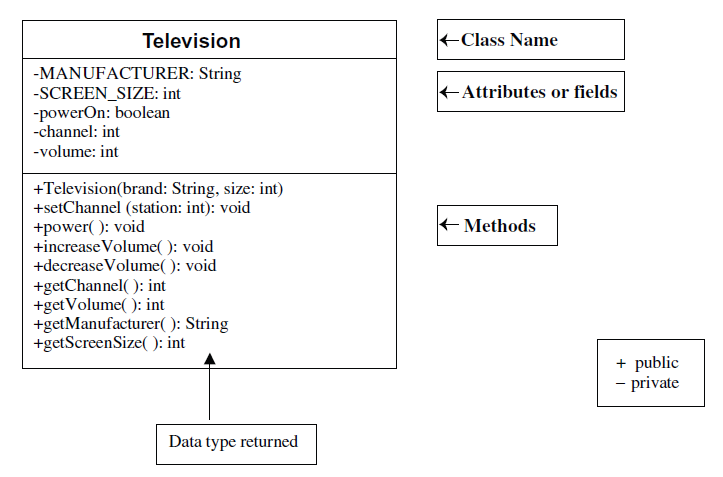 Television
-MANUFACTURER: String
-SCREEN_SIZE: int
-powerOn: boolean
-channel: int
-volume: int
+Television(brand: String, size: int)
+setChannel (station: int): void
+power( ): void
+increaseVolume( ): void
+decreaseVolume( ): void
+getChannel( ): int
+getVolume( ): int
+getManufacturer( ): String
+getScreenSize( ): int
Data type returned
←Class Name
←Attributes or fields
← Methods
+ public
– private